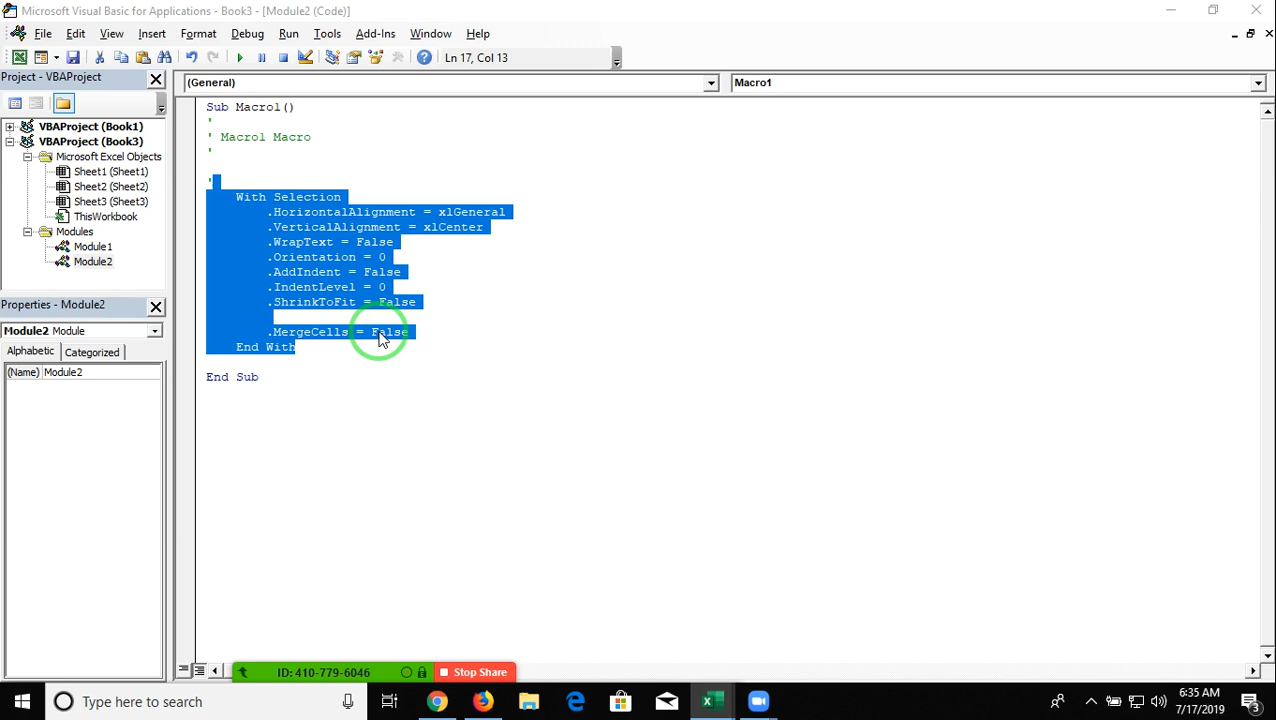 Microsoft Visual Basic for Applications - Book3 - [Module2 (Code)]
File Edit View Insert Format Debug Run Tools Add-Ins Window Help
Ln 17, Col 13
Project - VBAProject
(General)
Macro1
VBAProject (Book1)
VBAProject (Book3)
Microsoft Excel Objects
Sheet1 (Sheet1)
Sheet2 (Sheet2)
Sheet3 (Sheet3)
ThisWorkbook
Modules
Module1
Module2
Properties - Module2
Module2 Module
Alphabetic Categorized
(Name) Module2
Sub Macro1()
'
' Macro1 Macro
'
'
With Selection
.HorizontalAlignment = xlGeneral
.VerticalAlignment = xlCenter
.WrapText = False
.Orientation = 0
.AddIndent = False
.IndentLevel = 0
.ShrinkToFit = False
.MergeCells = False
End With
End Sub
ID: 410-779-6046
Stop Share
Type here to search
6:35 AM
7/17/2019
3